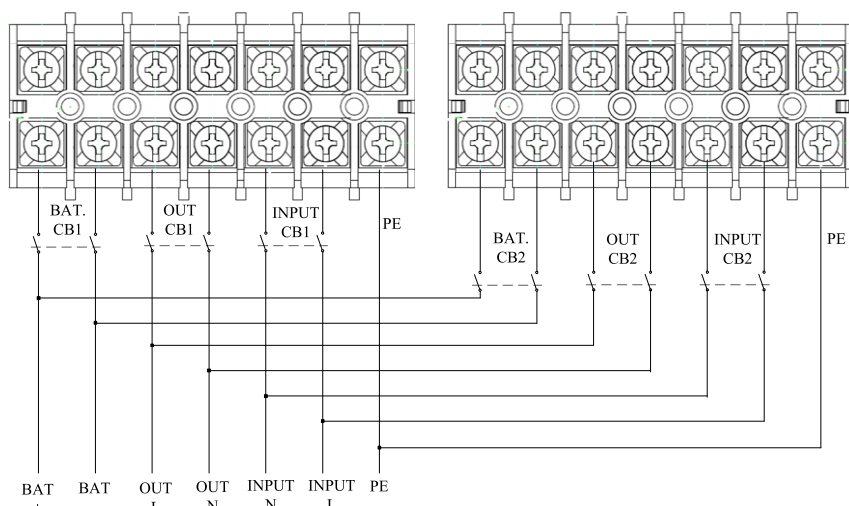 BAT.
CB1
OUT
CB1
INPUT
CB1
PE
BAT.
CB2
OUT
CB2
INPUT
CB2
PE
BAT BAT OUT OUT INPUT INPUT PE